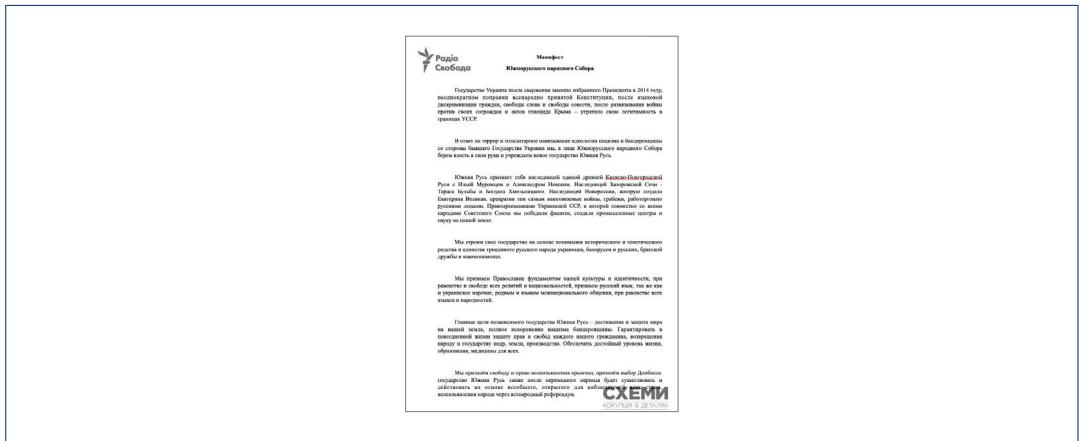 Радіо
Свобода
Манифест
Южнорусского народного Собора
Государство Украина после свержения законно избранного Президента в 2014 году,
неоднократном попрании всенародно принятой Конституции, после языковой
дискриминации граждан, свободы слова и свободы совести, после развязывания войны
против своих сограждан и актов геноцида Крыма – утратило свою легитимность в
границах УССР.
В ответ на террор и тоталитарное навязывание идеологии нацизма и бандеровщины
со стороны бывшего Государства Украина мы, в лице Южнорусского народного Собора
берем власть в свои руки и учреждаем новое государство Южная Русь.
Южная Русь признает себя наследницей единой древней Киевско-Новгородской
Руси с Ильей Муромцем и Александром Невским. Наследницей Запорожской Сечи -
Тараса Бульбы и Богдана Хмельницкого. Наследницей Новороссии, которую создала
Екатерина Великая, прекратив тем самым многовековые войны, грабежи, работорговлю
русскими людьми. Правопреемниками Украинской ССР, в которой совместно со всеми
народами Советского Союза мы победили фашизм, создали промышленные центры и
науку на нашей земле.
Мы строим свое государство на основе понимания исторического и генетического
родства и единства триединого русского народа украинцев, белорусов и русских, братской
дружбы и взаимопомощи.
Мы признаем Православие фундаментом нашей культуры и идентичности, при
равенстве и свободе всех религий и национальностей, признаем русский язык, так же как
и украинское наречие, родным и языком межнационального общения, при равенстве всех
языков и народностей.
Главные цели независимого государства Южная Русь – достижение и защита мира
на нашей земле, полное искоренение нацизма бандеровщины. Гарантировать в
повседневной жизни защиту прав и свобод каждого нашего гражданина, возвращения
народу и государству недр, земли, производство. Обеспечить достойный уровень жизни,
образования, медицины для всех.
Мы признаём свободу и право волеизъявления крымчан, признаём выбор Донбасса.
государство Южная Русь также после переходного периода будет существовать и
действовать на основе всеобщего, открытого для
волеизъявления народа через всенародный референдум.
СХЕМИ
КОРУПЦІЯ В ДЕТАЛЯХ